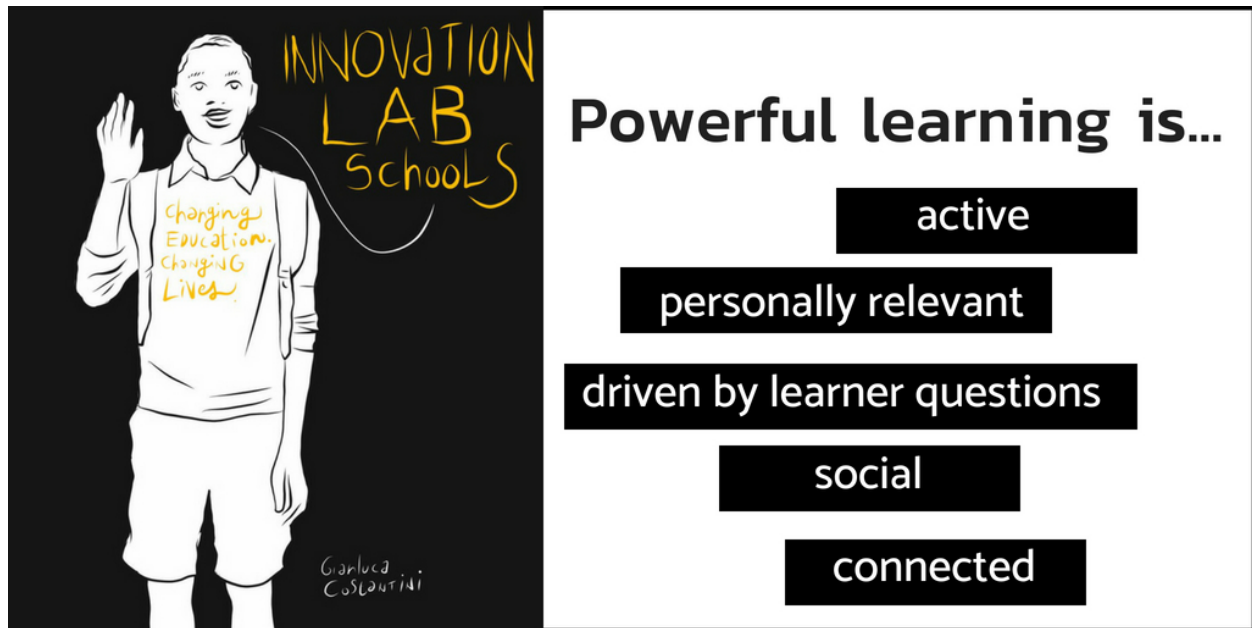 INNOVATION
LAB
SCHOOLS
Changing
Education.
Changing
Lives.
Gianluca
Costantini
Powerful learning is...
active
personally relevant
driven by learner questions
social
connected